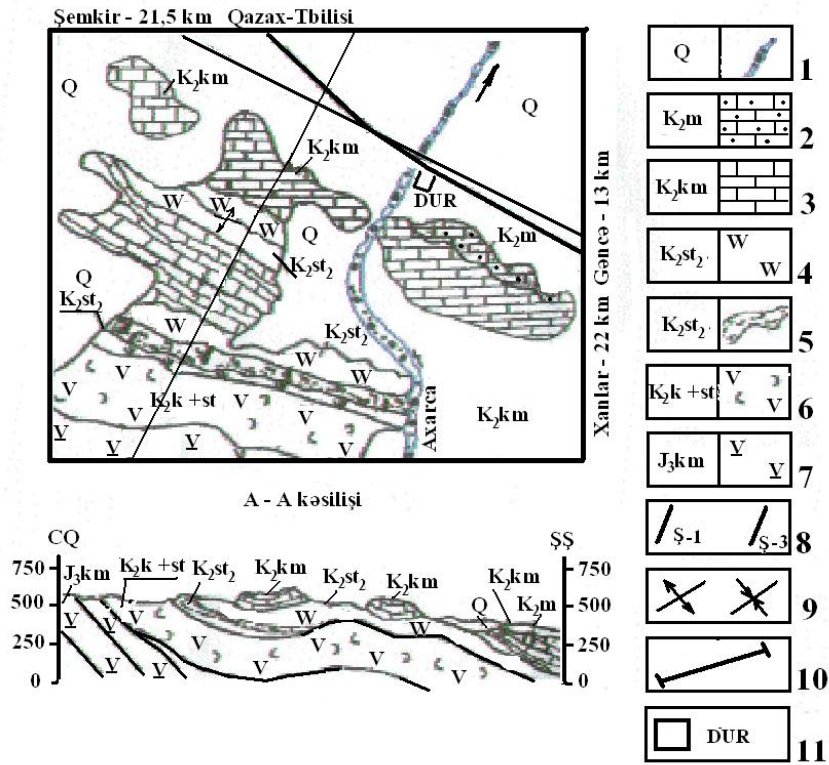 Şemkir - 21,5 km Qazax-Tbilisi
Q
K₂km
Q
K₂km
W
W
W
DUR
Q
K₂m
Q
K₂st₂
K₂st₂
W
K₂st₂
W
W
V
V
V
V
K₂k +st
V
V
V
V
V
V
V
K₂km
Axarca
Xanlar - 22 km Gəncə - 13 km
A - A kəsilişi
CQ
ŞŞ
750
500
250
0
J₃km
K₂k +st
K₂st₂
K₂km
K₂st₂
K₂km
K₂km
Q
K₂m
V
V
V
V
V
V
V
V
V
V
W
W
750
500
250
0
Q 1
K₂m 2
K₂km 3
K₂st₂ W W 4
K₂st₂ 5
K₂k +st V V 6
J₃km V V 7
Ş-1 Ş-3 8
9
10
DUR 11